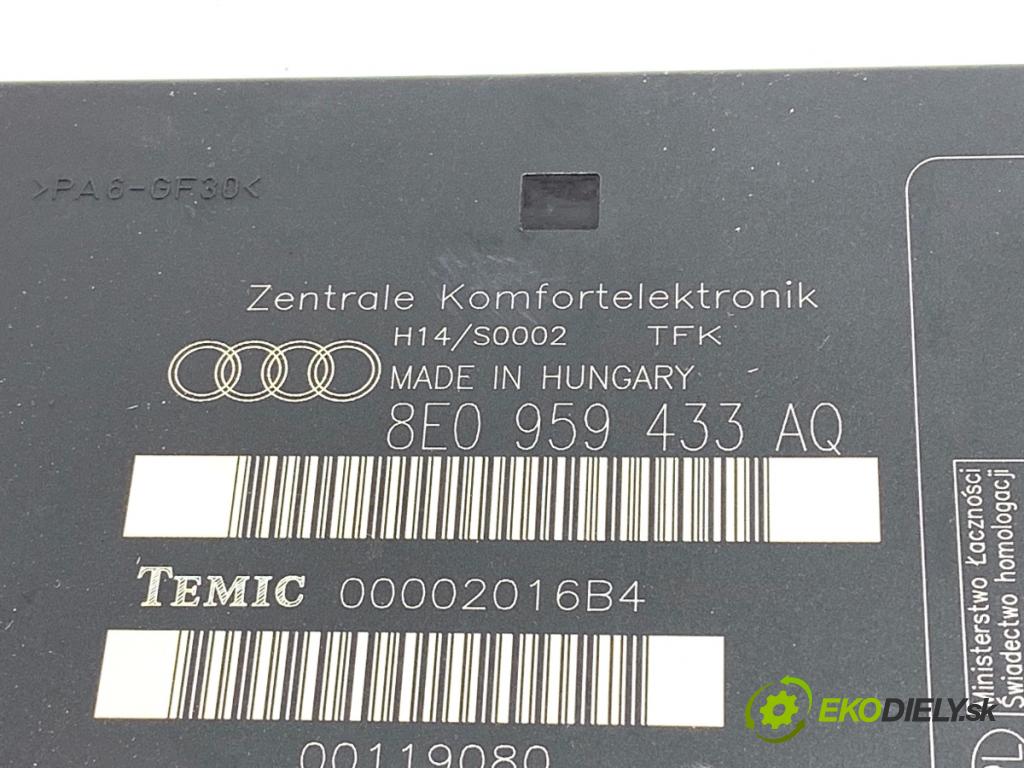 >PA6-GF30<
Zentrale Komfortelektronik
H14/S0002 TFK
MADE IN HUNGARY
8E0 959 433 AQ
TEMIC 00002016B4
00119080
Ministerstwo Łączności
Świadectwo homologacji
PL
EKODIELY.sk